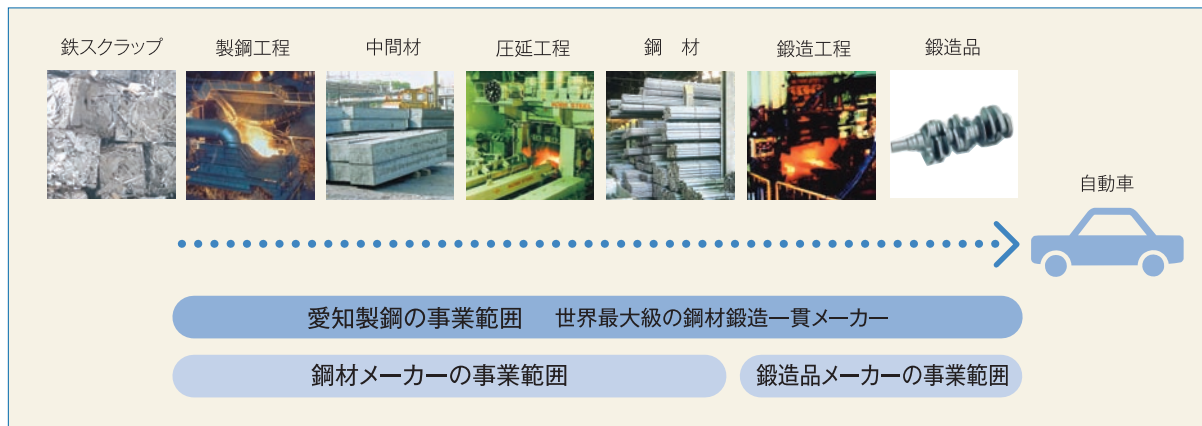 鉄スクラップ
製鋼工程
中間材
圧延工程
鋼 材
鍛造工程
鍛造品
自動車
愛知製鋼の事業範囲 世界最大級の鋼材鍛造一貫メーカー
鋼材メーカーの事業範囲
鍛造品メーカーの事業範囲